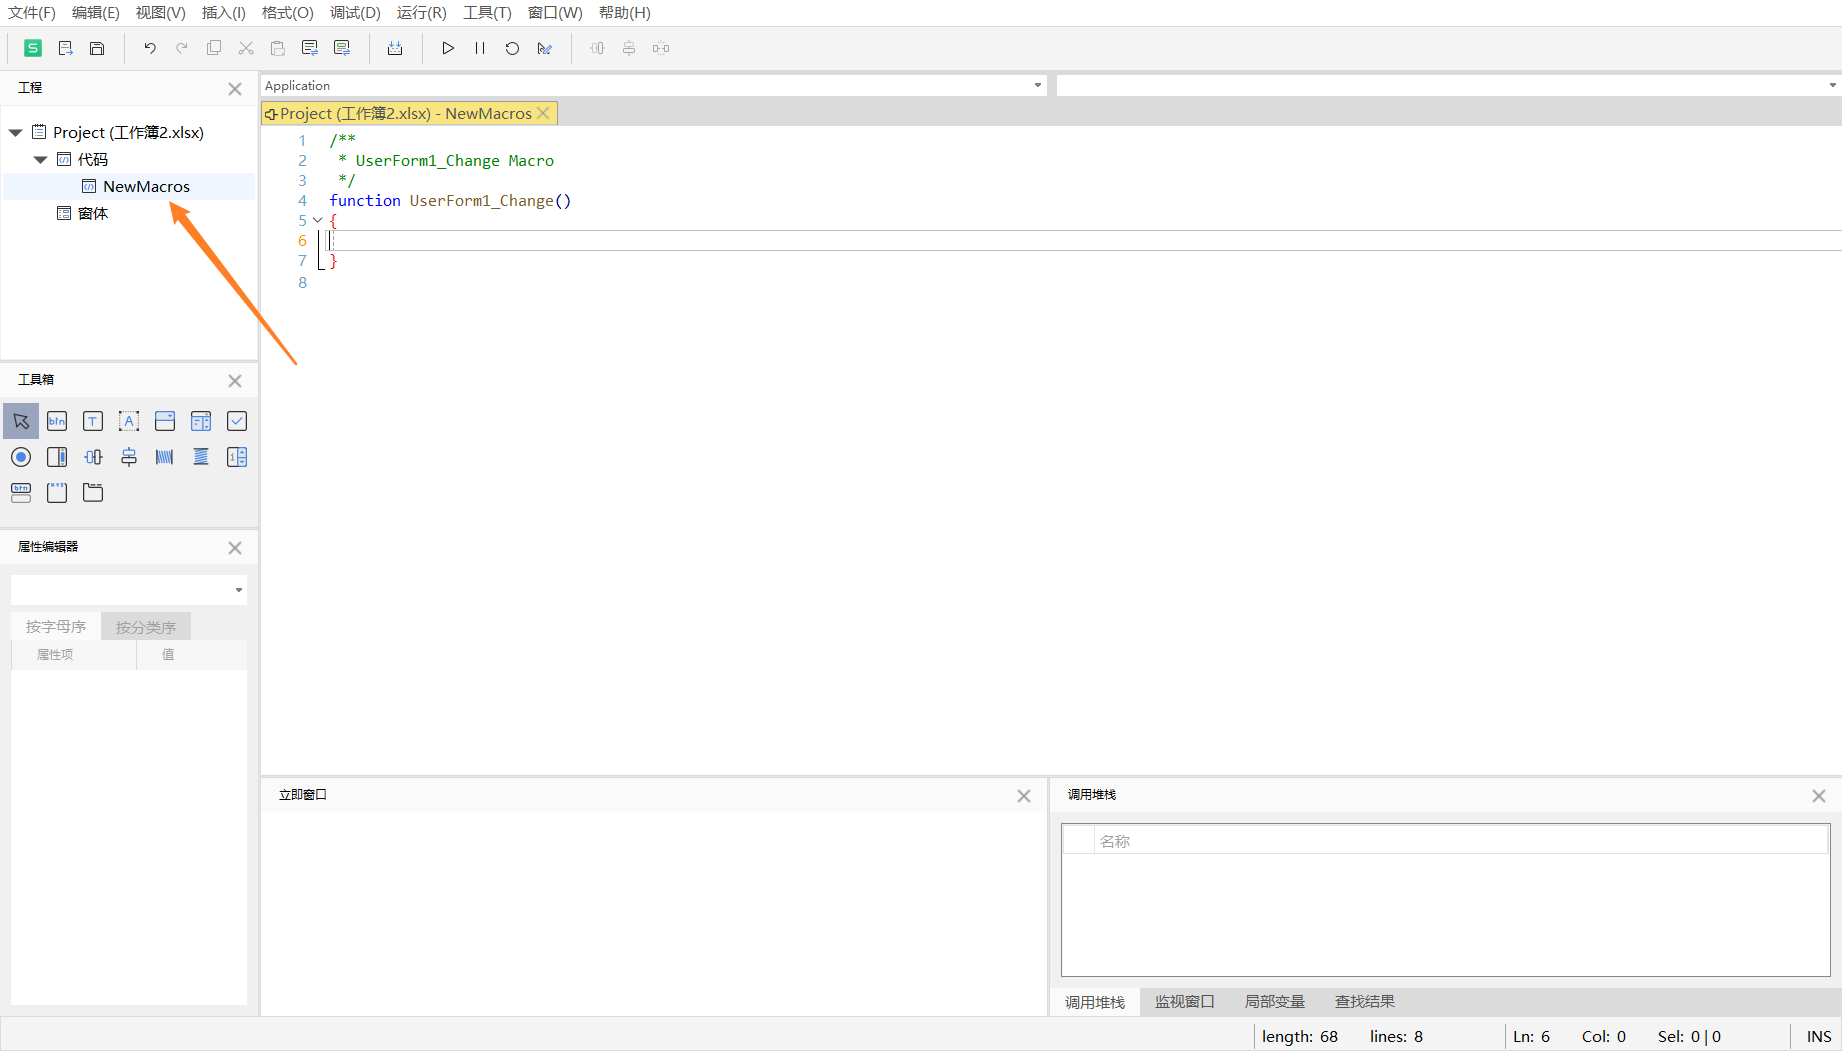 文件(F) 编辑(E) 视图(V) 插入(I) 格式(O) 调试(D) 运行(R) 工具(T) 窗口(W) 帮助(H)
S
工程
Project (工作簿2.xlsx)
代码
NewMacros
窗体
Application
Project (工作簿2.xlsx) - NewMacros
1 /**
2 * UserForm1_Change Macro
3 */
4 function UserForm1_Change()
5 {
6
7 }
8
工具箱
btn T A
1
btn XYZ
属性编辑器
按字母序 按分类序
属性项 值
立即窗口
调用堆栈
名称
调用堆栈 监视窗口 局部变量 查找结果
length: 68 lines: 8 Ln: 6 Col: 0 Sel: 0 | 0 INS